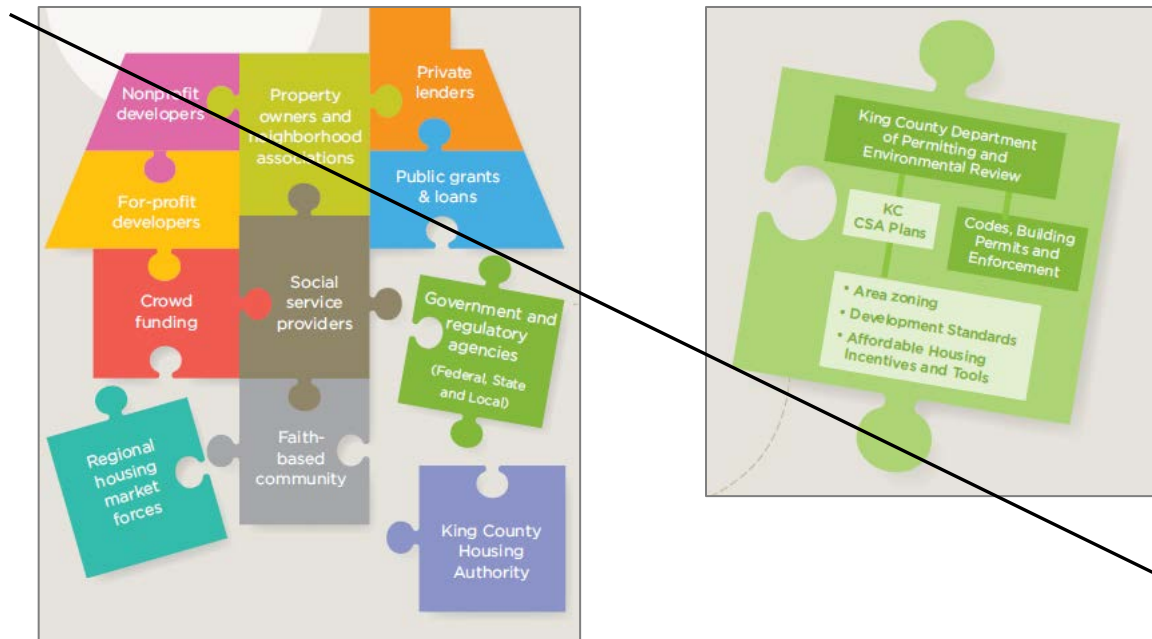 Nonprofit
developers
Property
owners and
neighborhood
associations
Private
lenders
For-profit
developers
Public grants
& loans
Crowd
funding
Social
service
providers
Government and
regulatory
agencies
(Federal, State
and Local)
Regional
housing
market
forces
Faith-
based
community
King County
Housing
Authority
King County Department
of Permitting and
Environmental Review
KC
CSA Plans
Codes, Building
Permits and
Enforcement
• Area zoning
• Development Standards
• Affordable Housing
Incentives and Tools